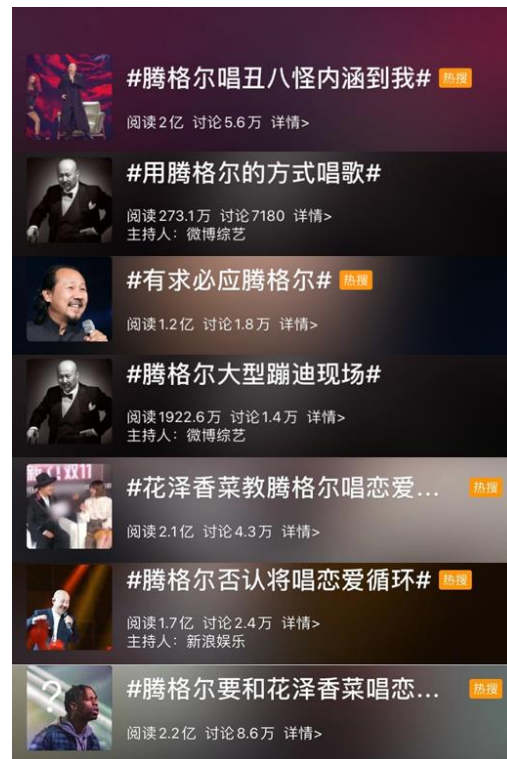 #腾格尔唱丑八怪内涵到我# 热搜
阅读2亿 讨论5.6万 详情>
#用腾格尔的方式唱歌#
阅读273.1万 讨论7180 详情>
主持人：微博综艺
#有求必应腾格尔# 热搜
阅读1.2亿 讨论1.8万 详情>
#腾格尔大型蹦迪现场#
阅读1922.6万 讨论1.4万 详情>
主持人：微博综艺
双11
#花泽香菜教腾格尔唱恋爱... 热搜
阅读2.1亿 讨论4.3万 详情>
#腾格尔否认将唱恋爱循环# 热搜
阅读1.7亿 讨论2.4万 详情>
主持人：新浪娱乐
?
#腾格尔要和花泽香菜唱恋... 热搜
阅读2.2亿 讨论8.6万 详情>